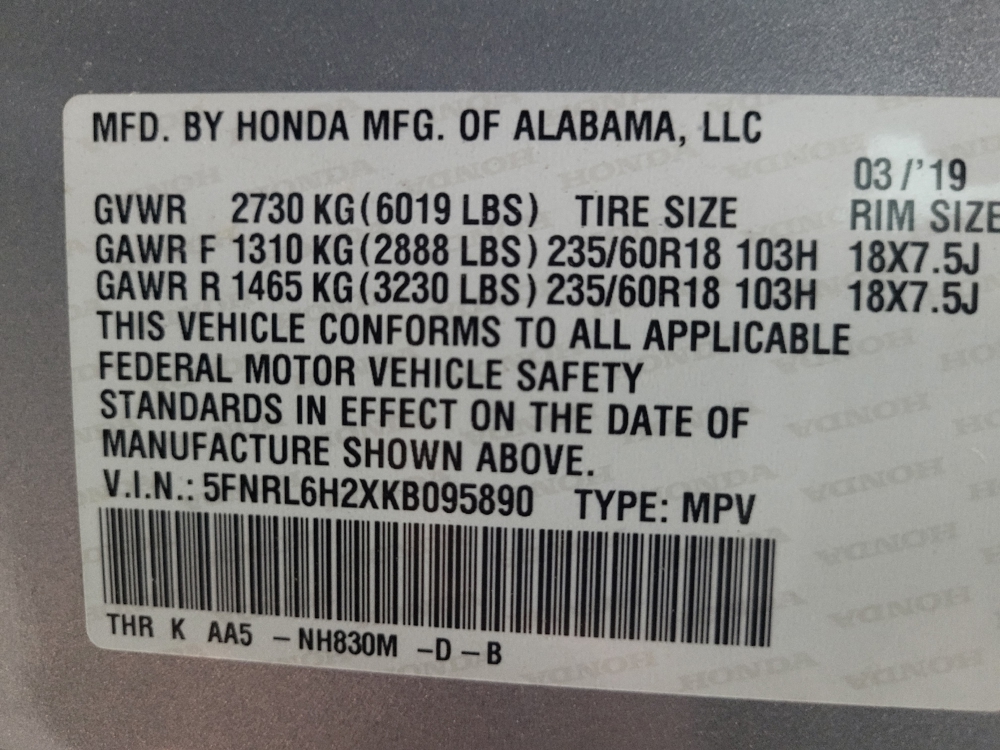 MFD. BY HONDA MFG. OF ALABAMA, LLC
03/'19
GVWR 2730 KG(6019 LBS) TIRE SIZE RIM SIZE
GAWR F 1310 KG(2888 LBS) 235/60R18 103H 18X7.5J
GAWR R 1465 KG(3230 LBS) 235/60R18 103H 18X7.5J
THIS VEHICLE CONFORMS TO ALL APPLICABLE
FEDERAL MOTOR VEHICLE SAFETY
STANDARDS IN EFFECT ON THE DATE OF
MANUFACTURE SHOWN ABOVE.
V.I.N.: 5FNRL6H2XKB095890 TYPE: MPV
THR K AA5 -NH830M -D-B